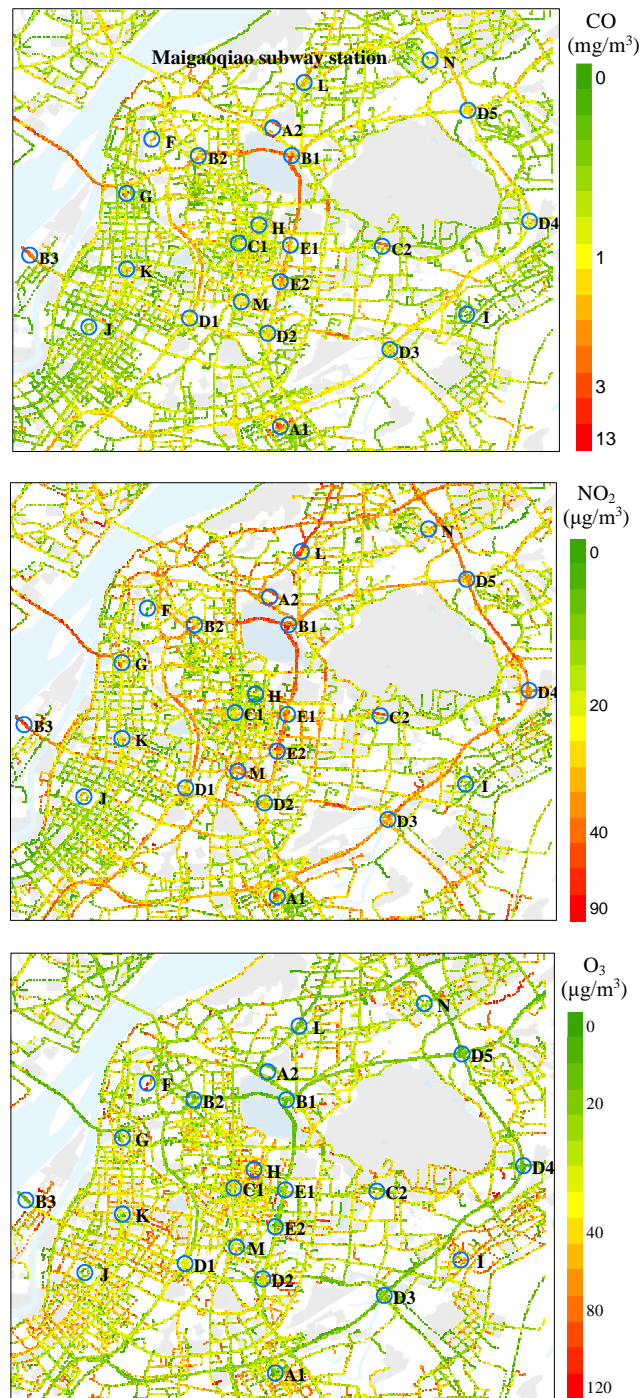 CO
(mg/m³)
Maigaoqiao subway station
N
L
D5
A2
F
B2
B1
G
H
D4
C1
E1
C2
B3
K
E2
M
I
D1
J
D2
D3
A1
0
1
3
13
NO₂
(μg/m³)
N
L
D5
A2
F
B2
B1
G
H
D4
C1
E1
C2
B3
K
E2
M
I
D1
J
D2
D3
A1
0
20
40
90
O₃
(μg/m³)
N
L
D5
A2
F
B2
B1
G
H
D4
C1
E1
C2
B3
K
E2
M
I
D1
J
D2
D3
A1
0
20
40
80
120